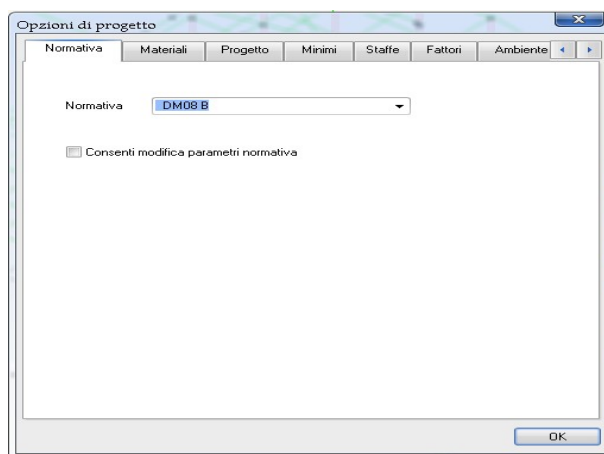 Opzioni di progetto
Normativa Materiali Progetto Minimi Staffe Fattori Ambiente
Normativa DM08 B
Consenti modifica parametri normativa
OK